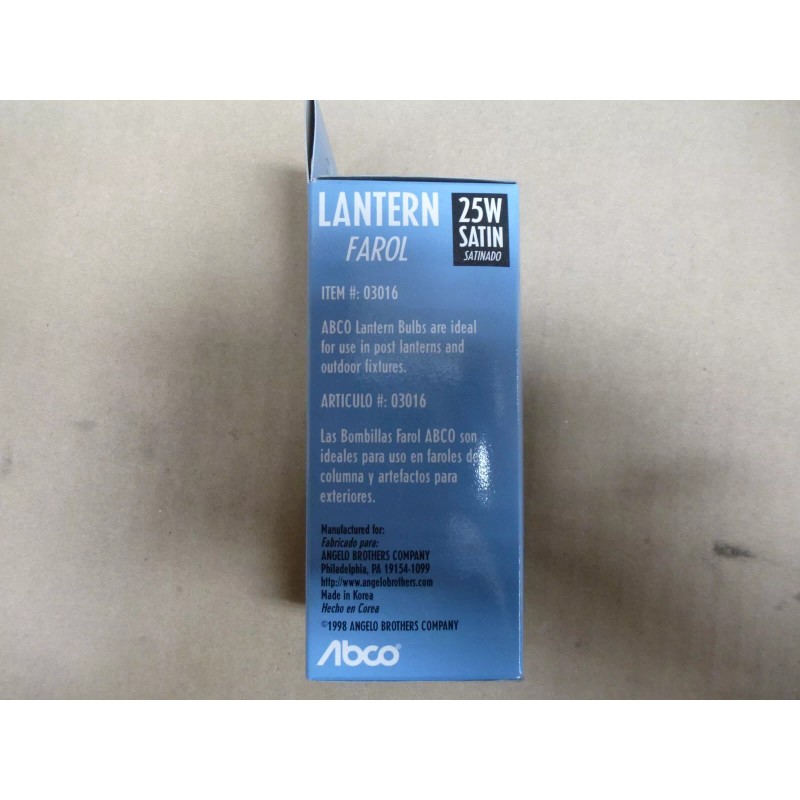 LANTERN
FAROL
25W
SATIN
SATINADO
ITEM #: 03016
ABCO Lantern Bulbs are ideal
for use in post lanterns and
outdoor fixtures.
ARTICULO #: 03016
Las Bombillas Farol ABCO son
ideales para uso en faroles de
columna y artefactos para
exteriores.
Manufactured for:
Fabricado para:
ANGELO BROTHERS COMPANY
Philadelphia, PA 19154-1099
http://www.angelobrothers.com
Made in Korea
Hecho en Corea
©1998 ANGELO BROTHERS COMPANY
Abco®